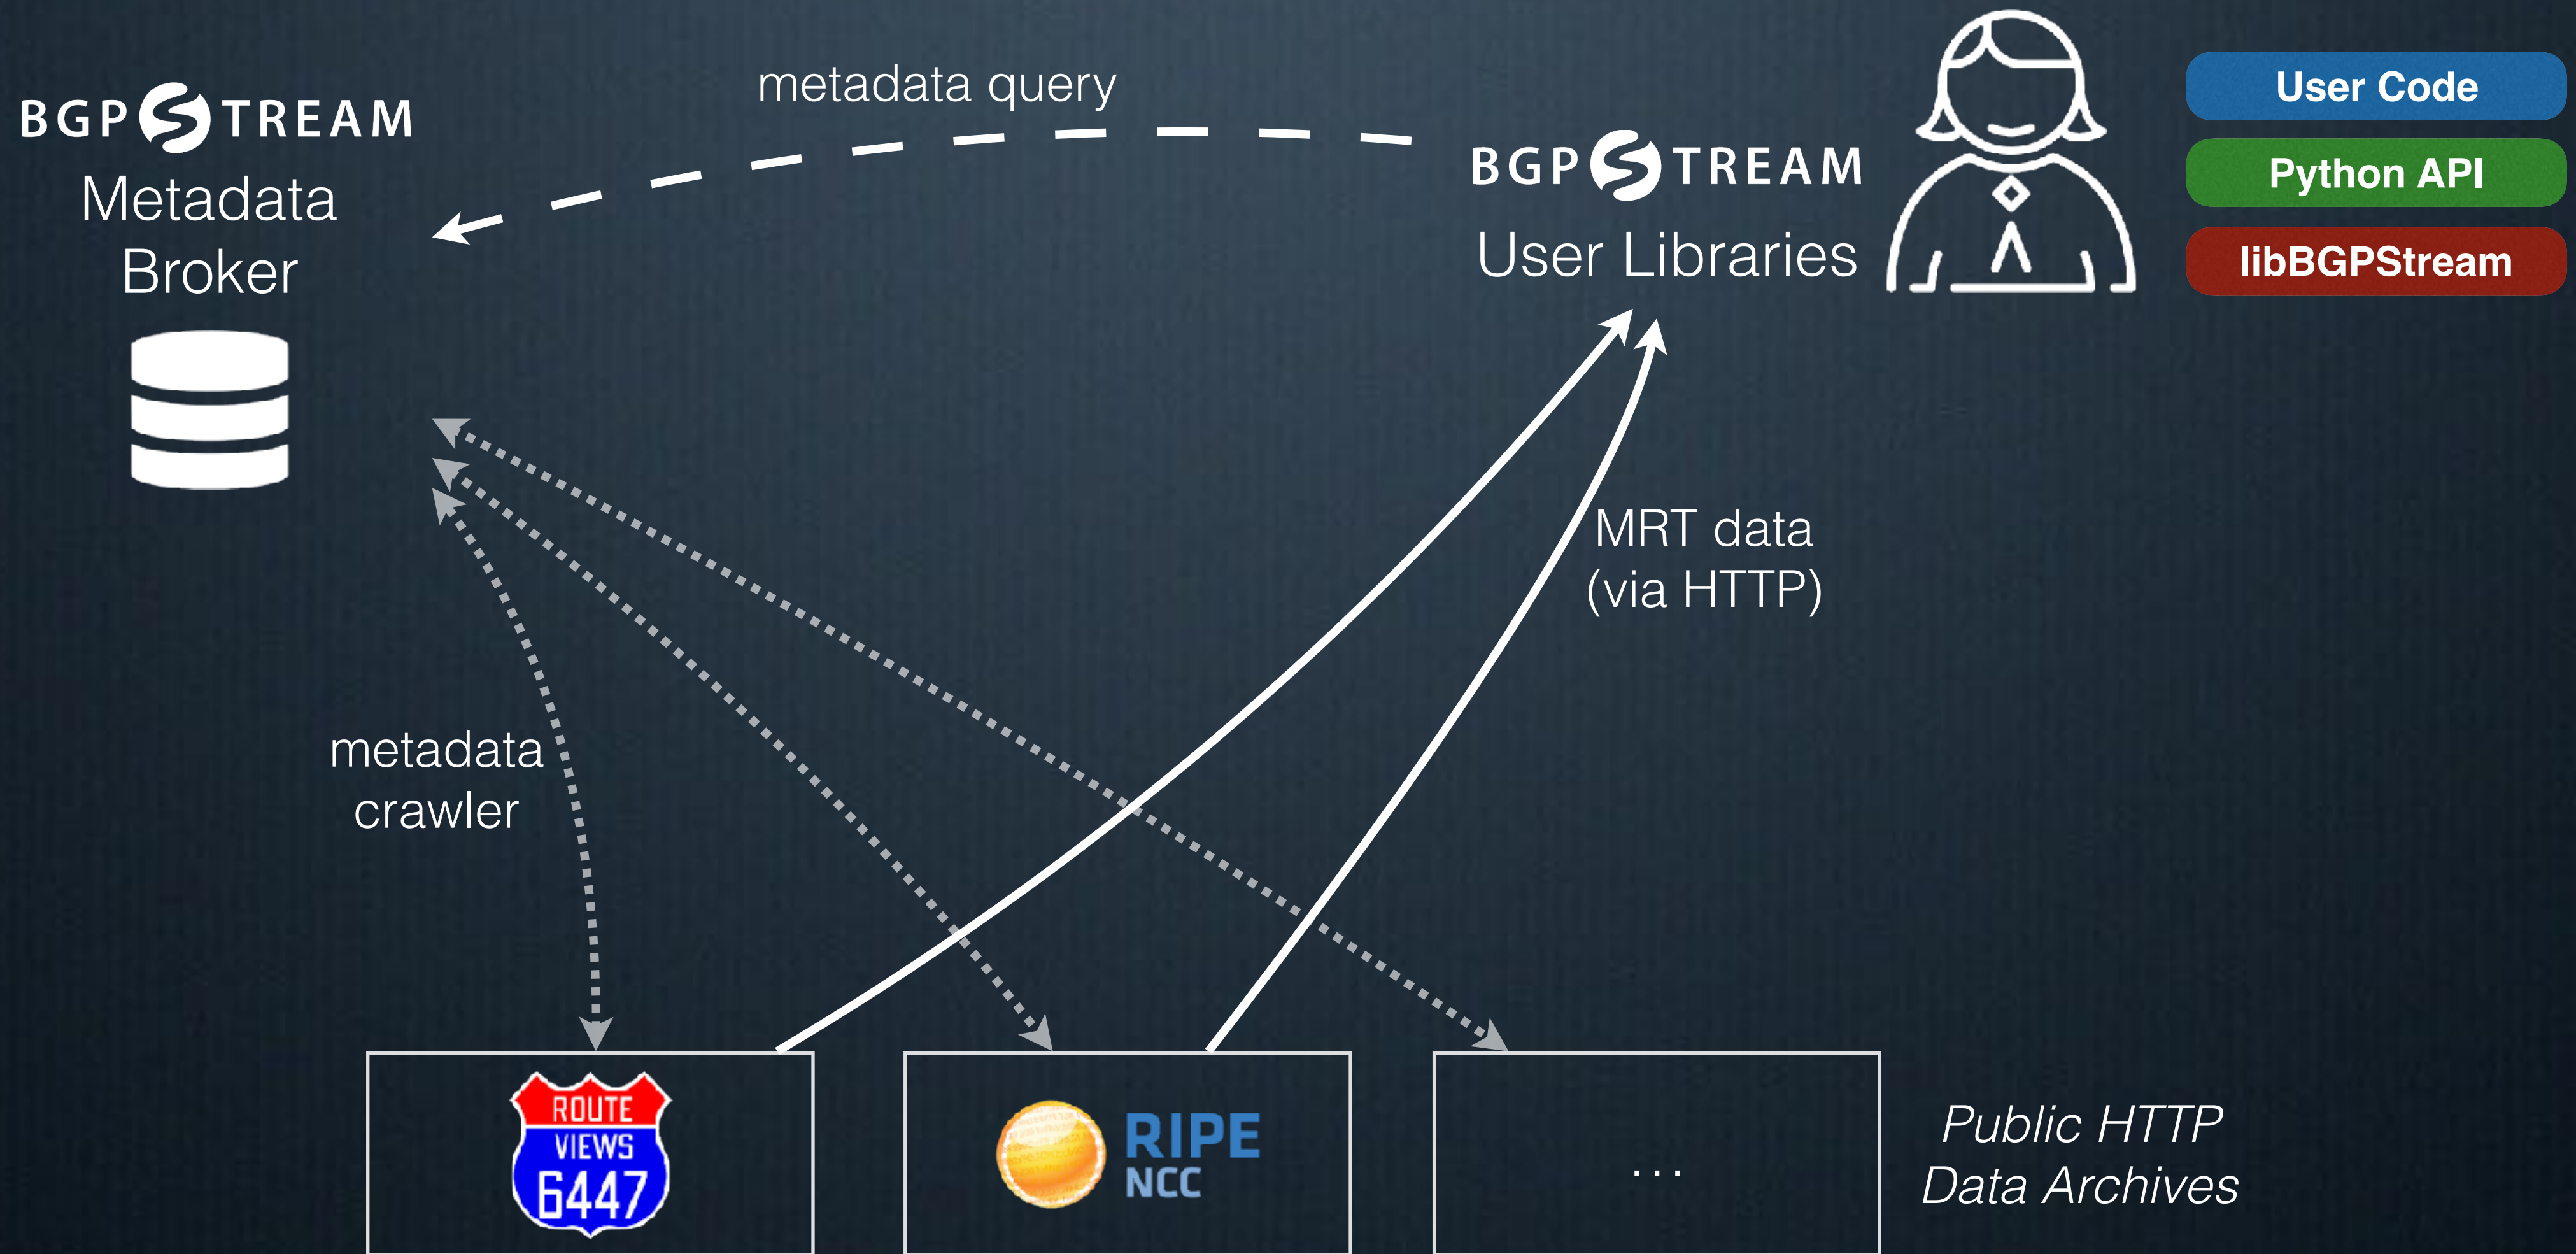 metadata query
BGPSTREAM
Metadata
Broker
BGPSTREAM
User Libraries
User Code
Python API
libBGPStream
MRT data
(via HTTP)
metadata
crawler
ROUTE
VIEWS
6447
RIPE
NCC
...
Public HTTP
Data Archives